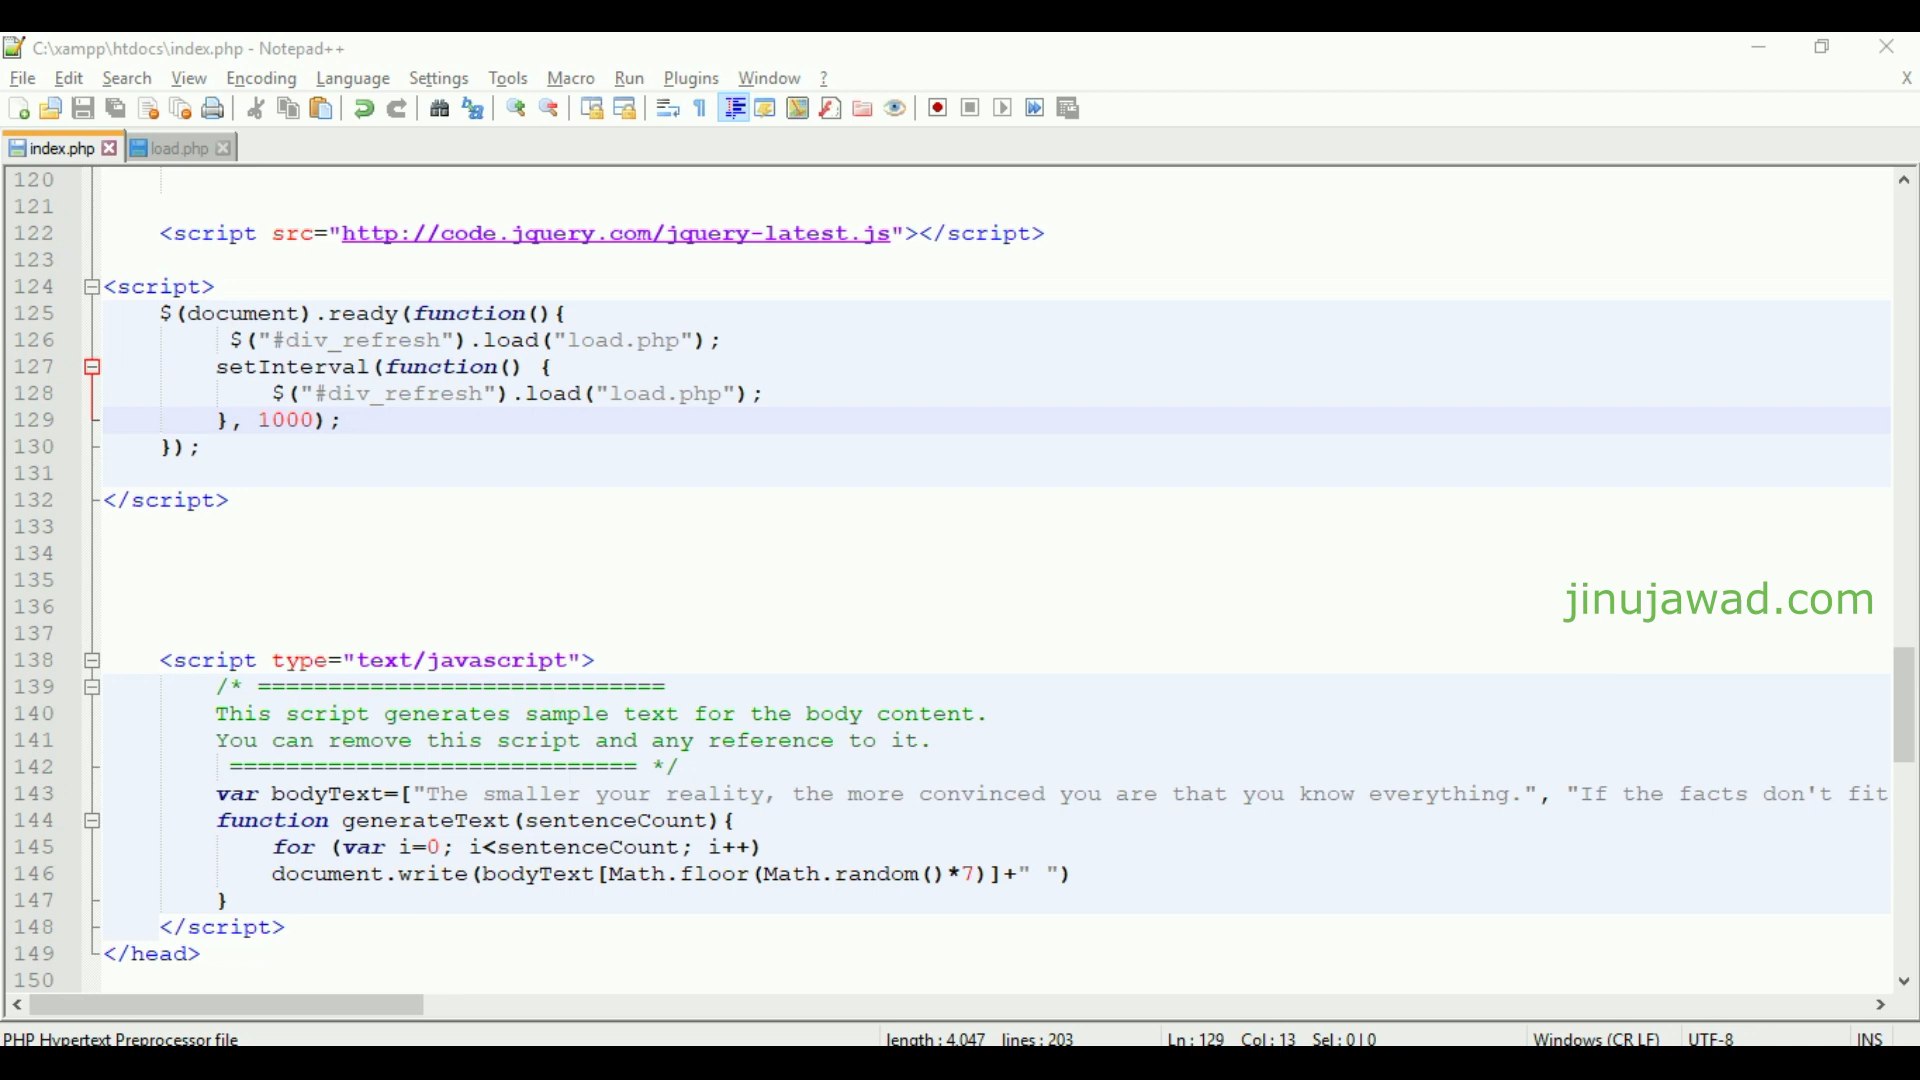 C:\xampp\htdocs\index.php - Notepad++
File Edit Search View Encoding Language Settings Tools Macro Run Plugins Window ? X
index.php load.php
120
121
122 <script src="http://code.jquery.com/jquery-latest.js"></script>
123
124 <script>
125 $(document).ready(function(){
126 $("#div_refresh").load("load.php");
127 setInterval(function() {
128 $("#div_refresh").load("load.php");
129 }, 1000);
130 });
131
132 </script>
133
134
135
136
jinujawad.com
137
138 <script type="text/javascript">
139 /* =============================
140 This script generates sample text for the body content.
141 You can remove this script and any reference to it.
142 ============================= */
143 var bodyText=["The smaller your reality, the more convinced you are that you know everything.", "If the facts don't fit
144 function generateText(sentenceCount){
145 for (var i=0; i<sentenceCount; i++)
146 document.write(bodyText[Math.floor(Math.random()*7)]+" ")
147 }
148 </script>
149 </head>
150
PHP Hypertext Preprocessor file length : 4,047 lines : 203 Ln : 129 Col : 13 Sel : 0 | 0 Windows (CR LF) UTF-8 INS